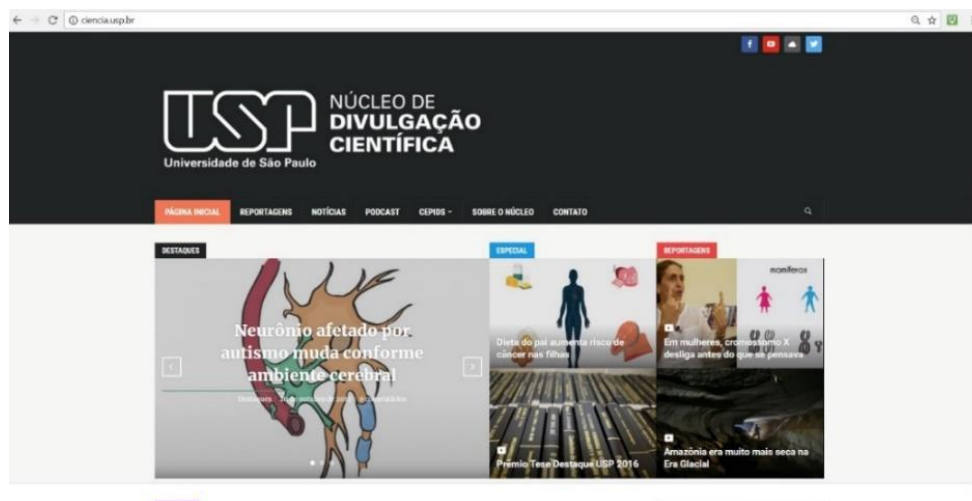 ciencia.usp.br
USP
Universidade de São Paulo
NÚCLEO DE
DIVULGAÇÃO
CIENTÍFICA
PÁGINA INICIAL REPORTAGENS NOTÍCIAS PODCAST CEPIDS SOBRE O NÚCLEO CONTATO
DESTAQUES
Neurônio afetado por
autismo muda conforme
ambiente cerebral
Destaques
ESPECIAL
Dieta do pai aumenta risco de
câncer nas filhas
Prêmio Tese Destaque USP 2016
REPORTAGENS
mamíferos
Em mulheres, cromossomo X
desliga antes do que se pensava
Amazônia era muito mais seca na
Era Glacial